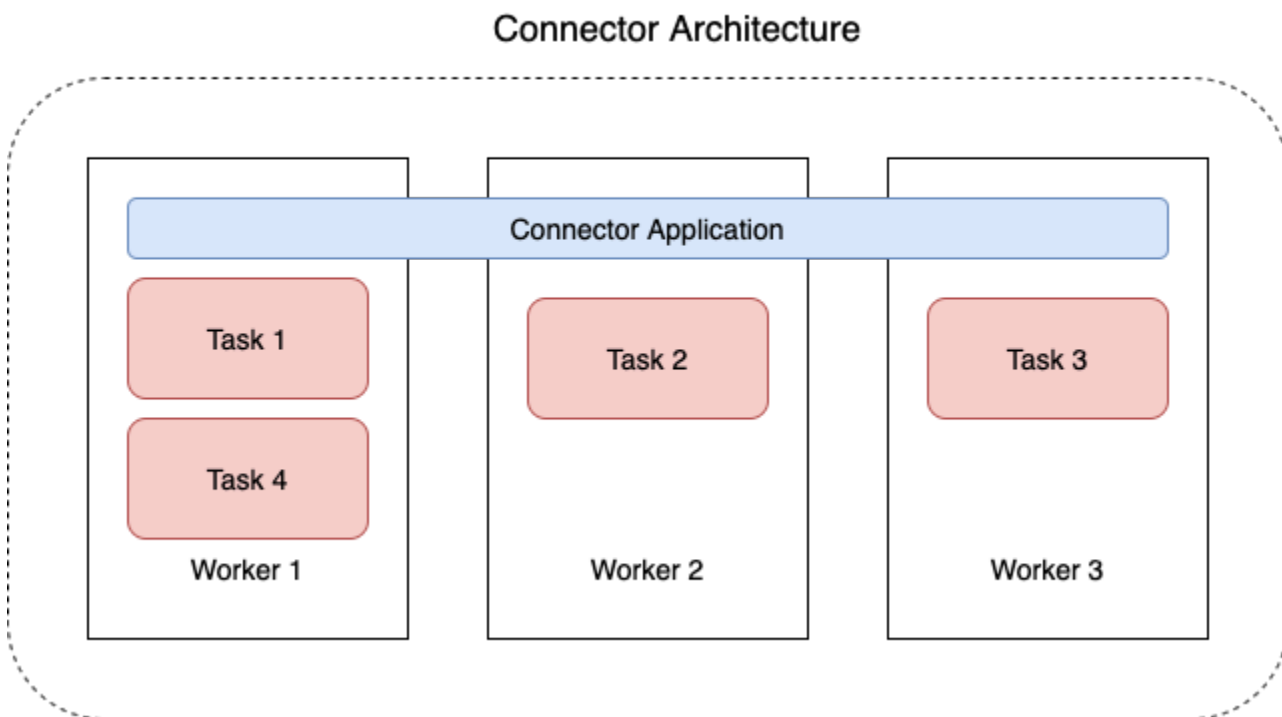 Connector Architecture
Connector Application
Task 1
Task 2
Task 3
Task 4
Worker 1
Worker 2
Worker 3